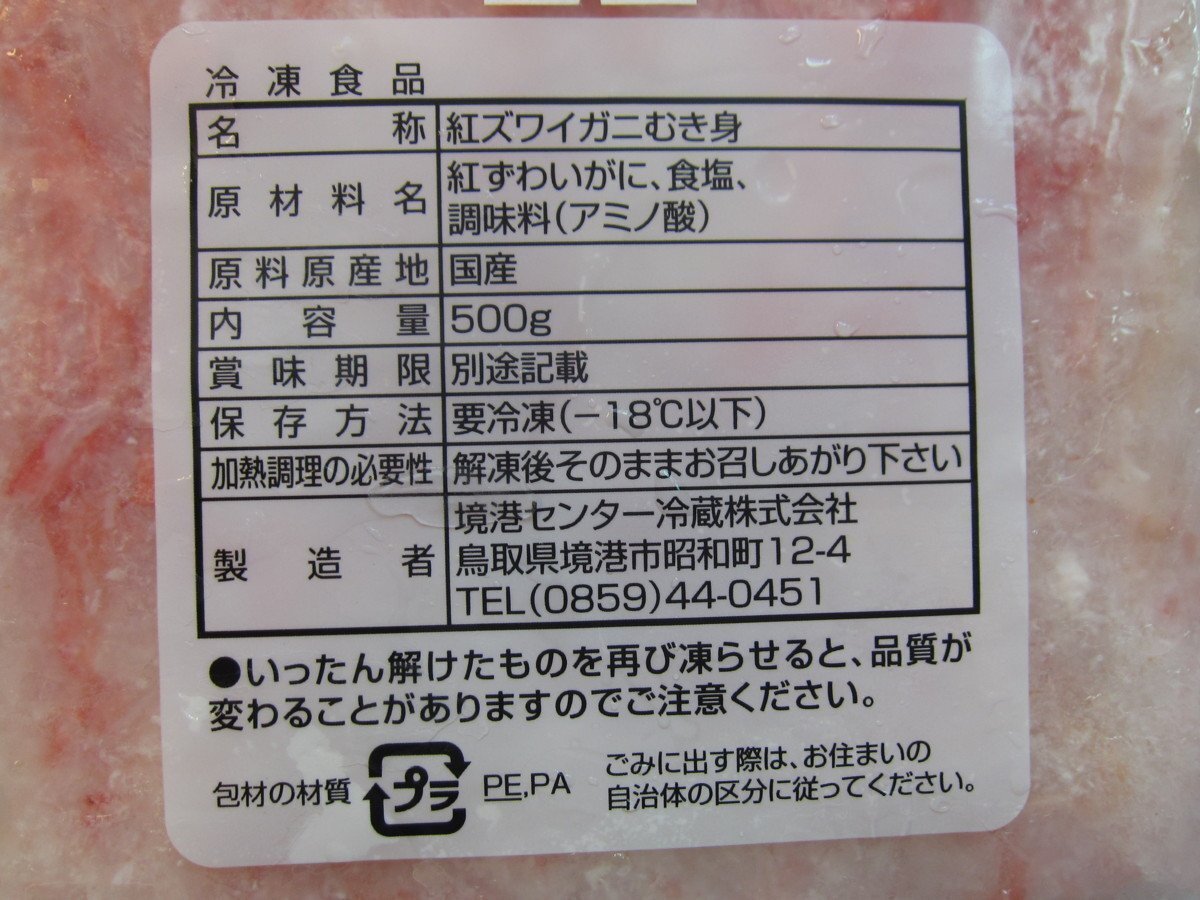 冷凍食品
名称 紅ズワイガニむき身
原材料名 紅ずわいがに、食塩、
調味料(アミノ酸)
原料原産地 国産
内容量 500g
賞味期限 別途記載
保存方法 要冷凍(-18℃以下)
加熱調理の必要性 解凍後そのままお召しあがり下さい
製造者 境港センター冷蔵株式会社
鳥取県境港市昭和町12-4
TEL(0859)44-0451
●いったん解けたものを再び凍らせると、品質が
変わることがありますのでご注意ください。
包材の材質 プラ PE,PA
ごみに出す際は、お住まいの
自治体の区分に従ってください。